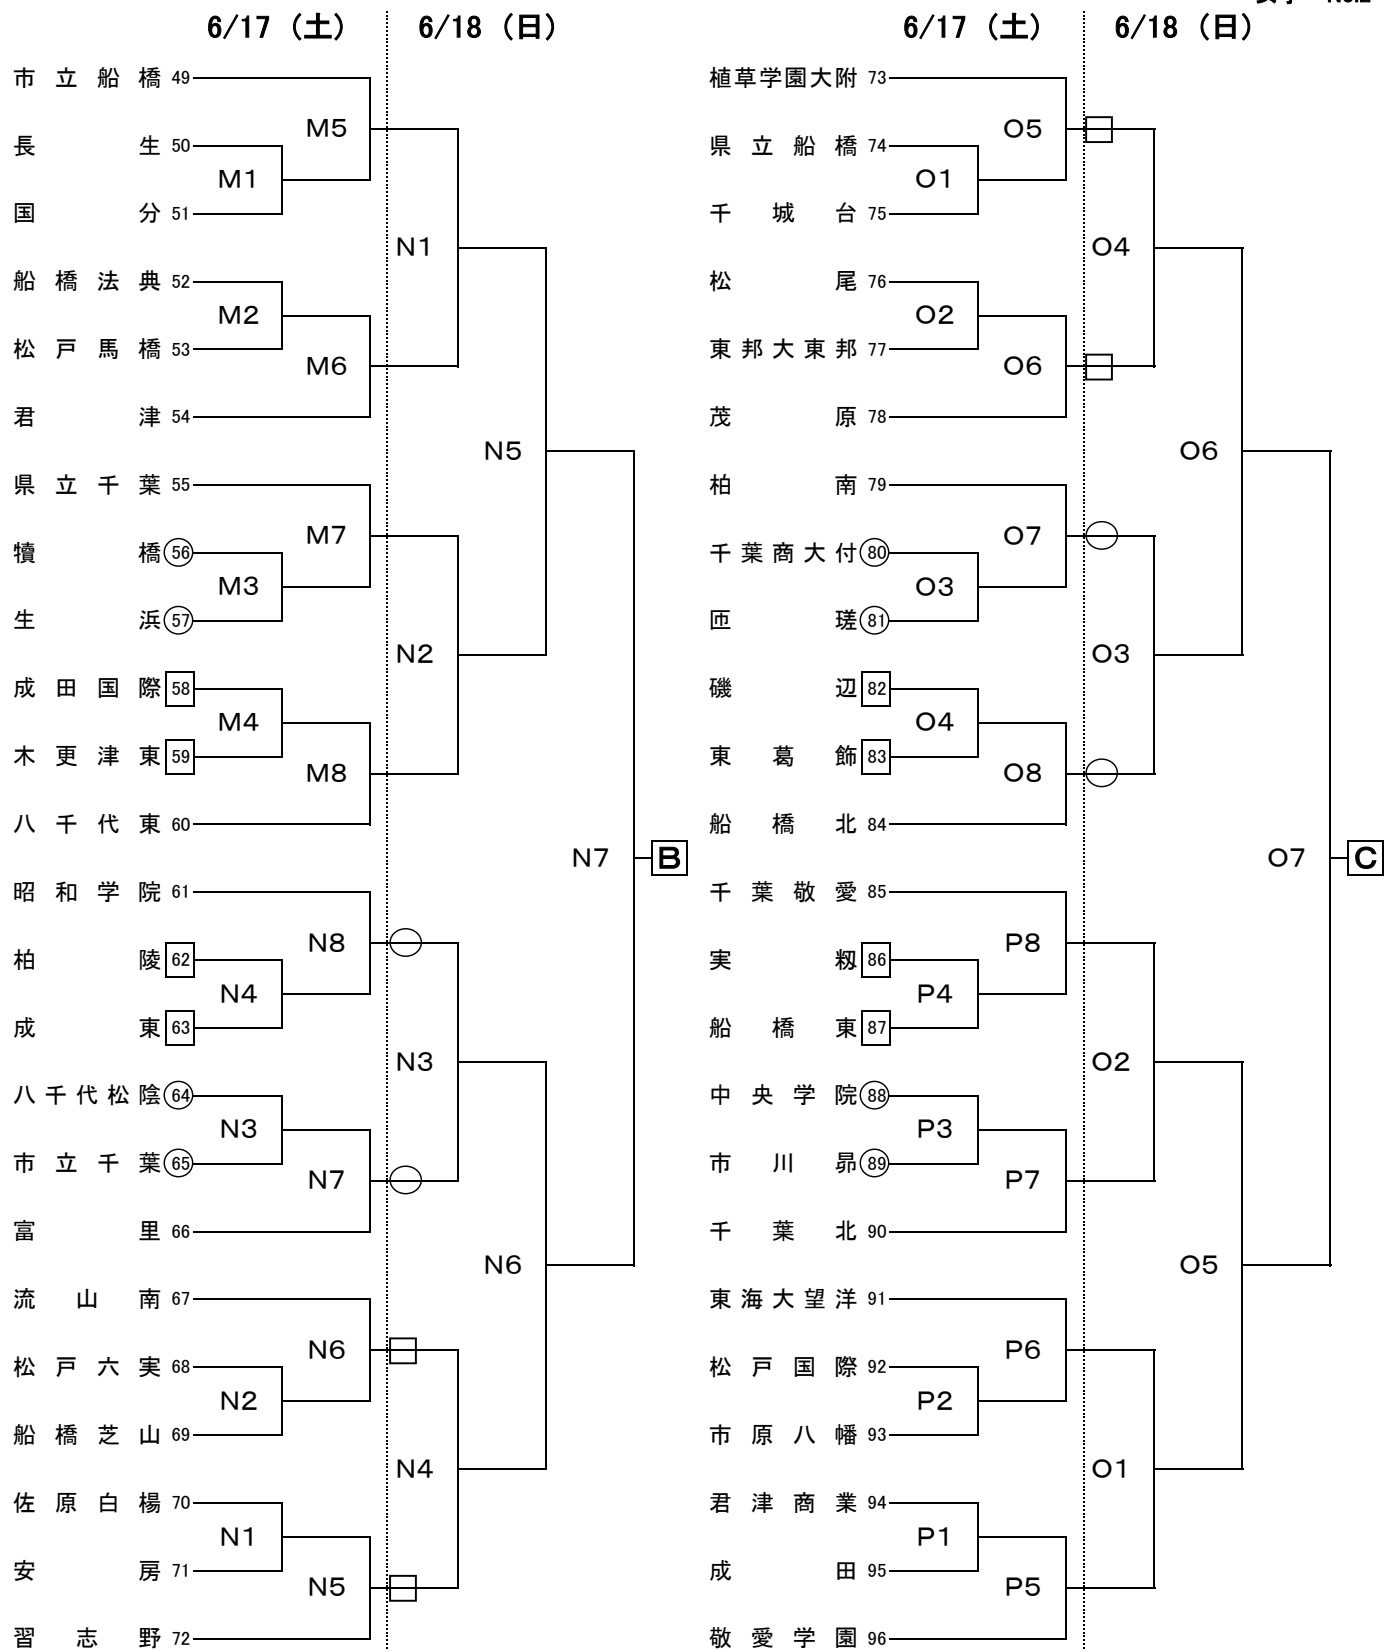 6/17（土） 6/18（日）
市立船橋 49
長生 50
国分 51
船橋法典 52
松戸馬橋 53
君津 54
県立千葉 55
犢橋 56
生浜 57
成田国際 58
木更津東 59
八千代東 60
昭和学院 61
柏陵 62
成東 63
八千代松陰 64
市立千葉 65
富里 66
流山南 67
松戸六実 68
船橋芝山 69
佐原白楊 70
安房 71
習志野 72
M5
M1
M2
M6
M7
M3
M4
M8
N8
N4
N3
N7
N6
N2
N1
N5
N1
N2
N3
N4
N5
N6
N7
B
6/17（土） 6/18（日）
植草学園大附 73
県立船橋 74
千城台 75
松尾 76
東邦大東邦 77
茂原 78
柏南 79
千葉商大付 80
匝瑳 81
磯辺 82
東葛飾 83
船橋北 84
千葉敬愛 85
実籾 86
船橋東 87
中央学院 88
市川昴 89
千葉北 90
東海大望洋 91
松戸国際 92
市原八幡 93
君津商業 94
成田 95
敬愛学園 96
O5
O1
O2
O6
O7
O3
O4
O8
P8
P4
P3
P7
P6
P2
P1
P5
O4
O3
O2
O1
O6
O5
O7
C